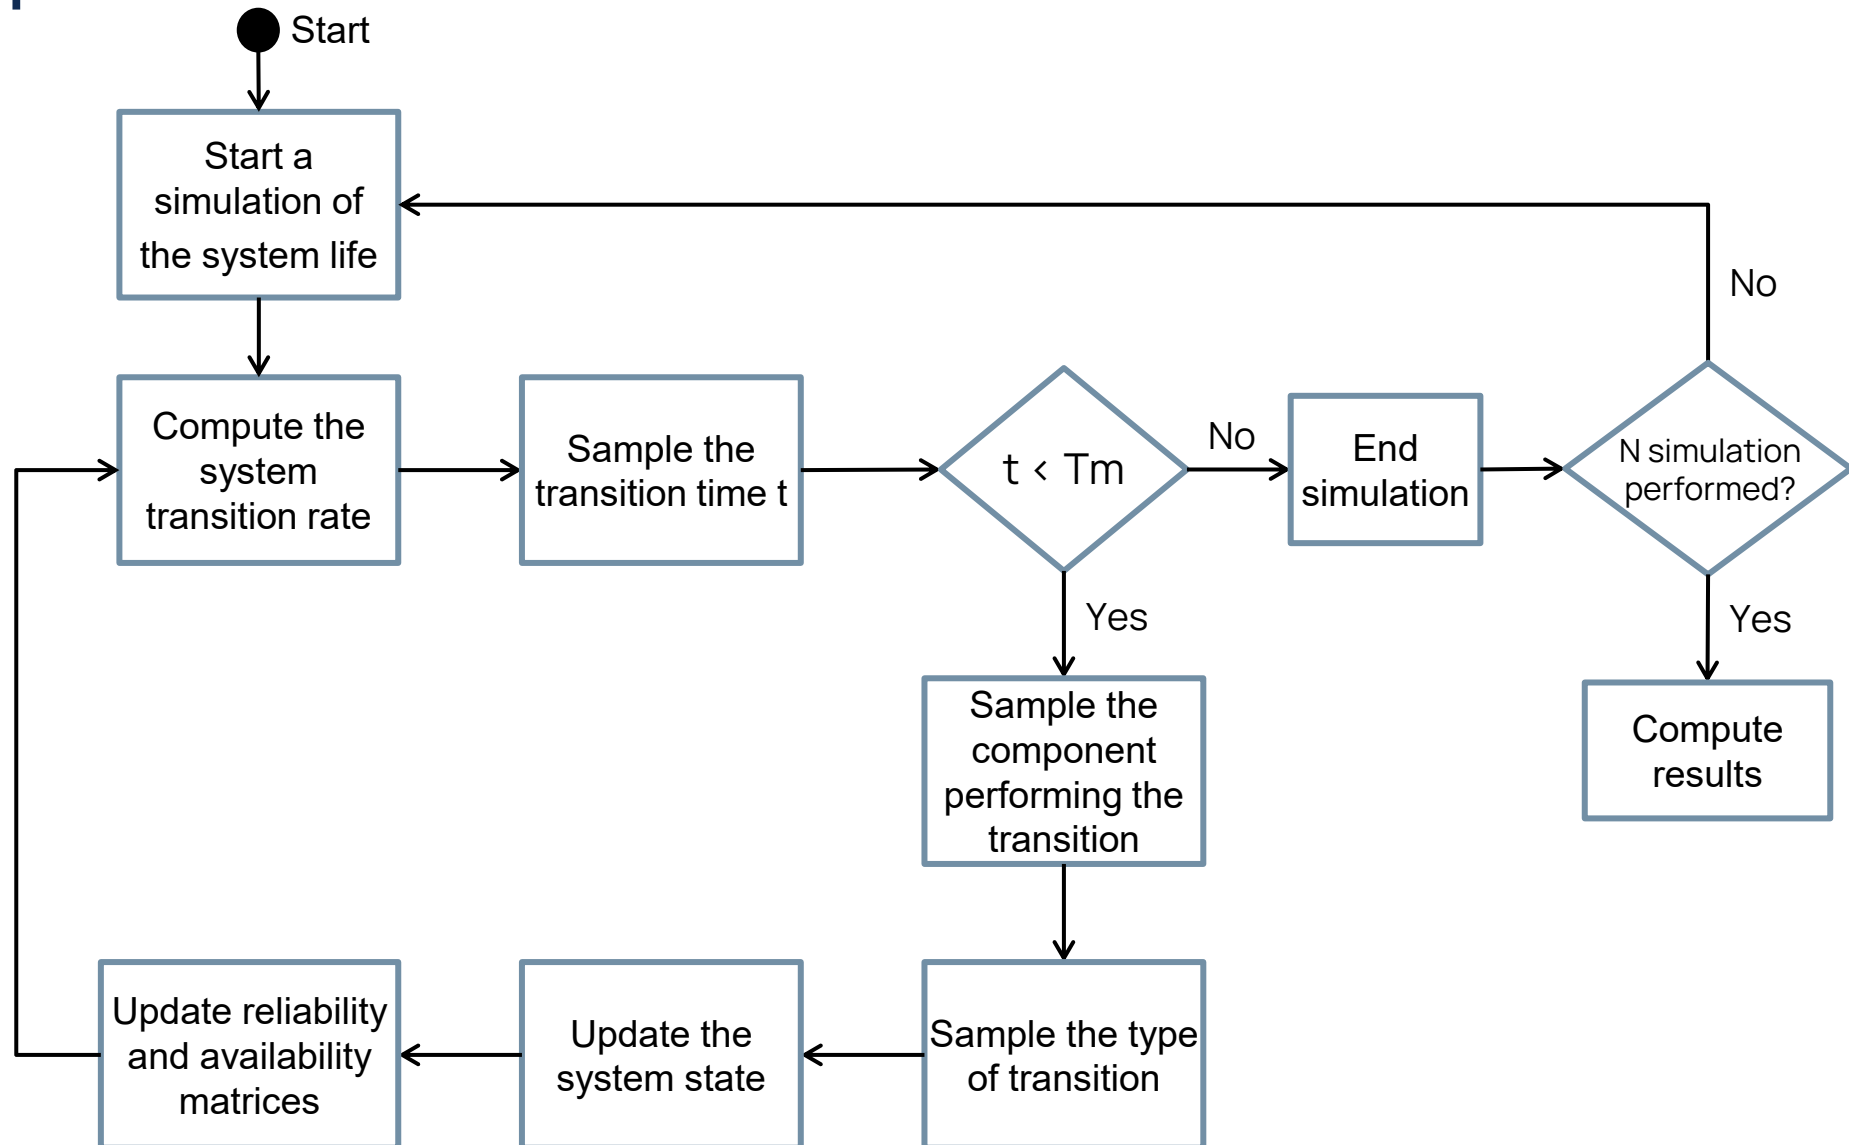 Start
Start a
simulation of
the system life
No
Compute the
system
transition rate
Sample the
transition time t
t < Tm
No
End
simulation
N simulation
performed?
Yes
Yes
Sample the
component
performing the
transition
Compute
results
Update reliability
and availability
matrices
Update the
system state
Sample the type
of transition